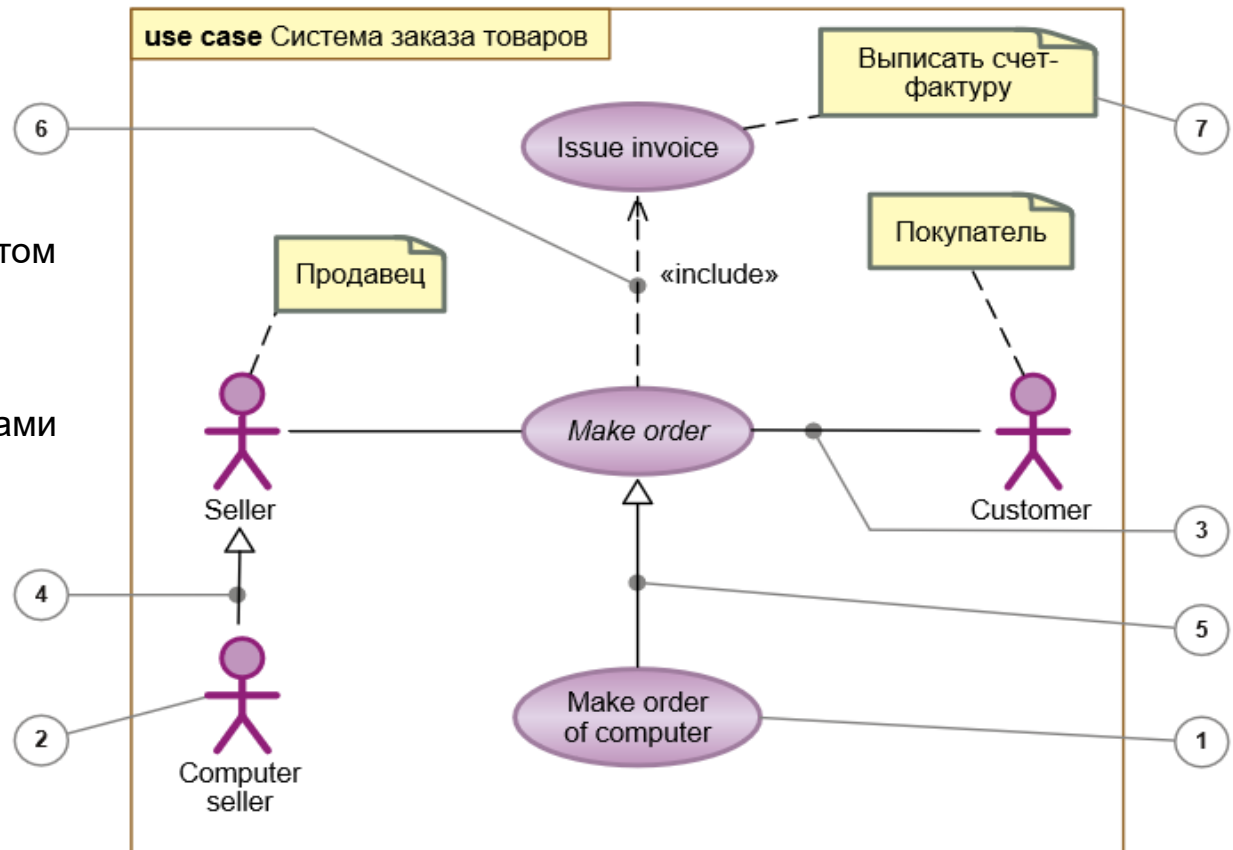 use case Система заказа товаров
Выписать счет-
фактуру
6
7
Issue invoice
Покупатель
том
Продавец
«include»
ами
Make order
Seller
Customer
3
4
5
Make order
of computer
2
1
Computer
seller